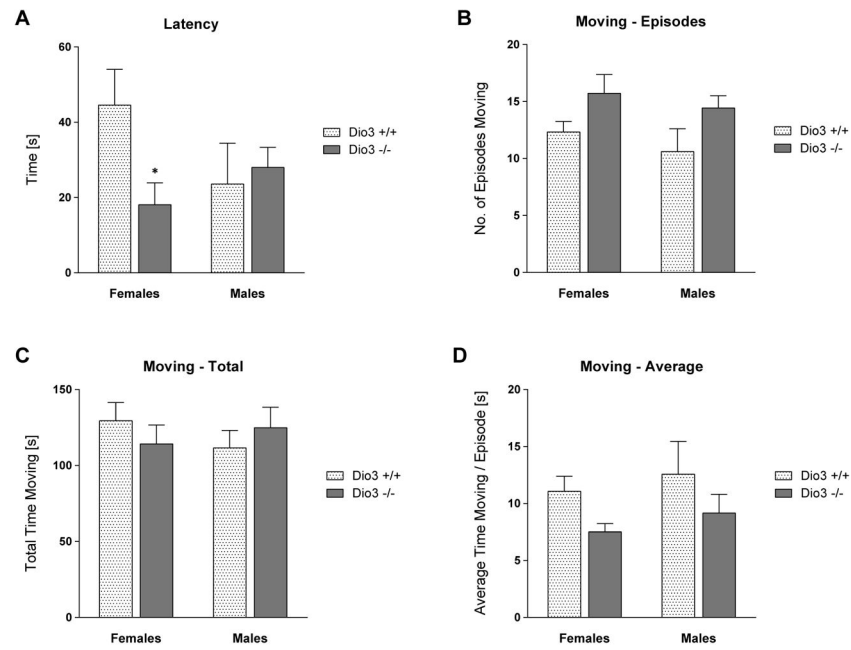 A
Latency
Time [s]
60
40
20
0
*
Females
Males
Dio3 +/+
Dio3 -/-
B
Moving - Episodes
No. of Episodes Moving
20
15
10
5
0
Females
Males
Dio3 +/+
Dio3 -/-
C
Moving - Total
Total Time Moving [s]
150
100
50
0
Females
Males
Dio3 +/+
Dio3 -/-
D
Moving - Average
Average Time Moving / Episode [s]
20
15
10
5
0
Females
Males
Dio3 +/+
Dio3 -/-